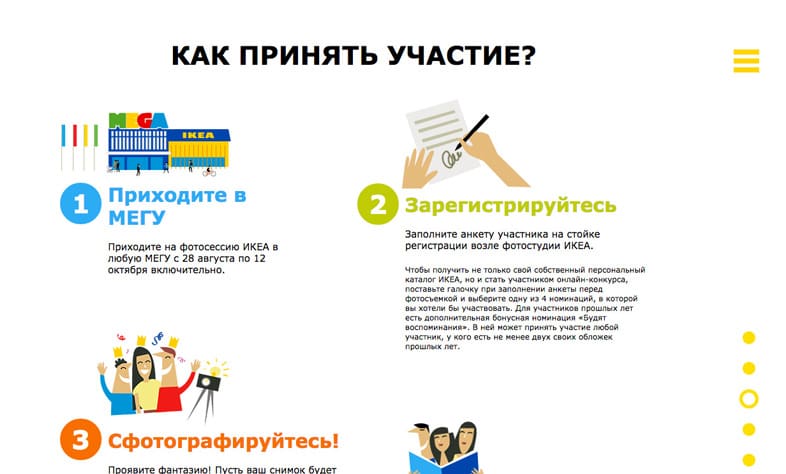 КАК ПРИНЯТЬ УЧАСТИЕ?
MEGA
IKEA
1
Приходите в
МЕГУ
Приходите на фотосессию ИКЕА в
любую МЕГУ с 28 августа по 12
октября включительно.
2
Зарегистрируйтесь
Заполните анкету участника на стойке
регистрации возле фотостудии ИКЕА.
Чтобы получить не только свой собственный персональный
каталог ИКЕА, но и стать участником онлайн-конкурса,
поставьте галочку при заполнении анкеты перед
фотосъемкой и выберите одну из 4 номинаций, в которой
вы хотели бы участвовать. Для участников прошлых лет
есть дополнительная бонусная номинация «Будят
воспоминания». В ней может принять участие любой
участник, у кого есть не менее двух своих обложек
прошлых лет.
3
Сфотографируйтесь!
Проявите фантазию! Пусть ваш снимок будет